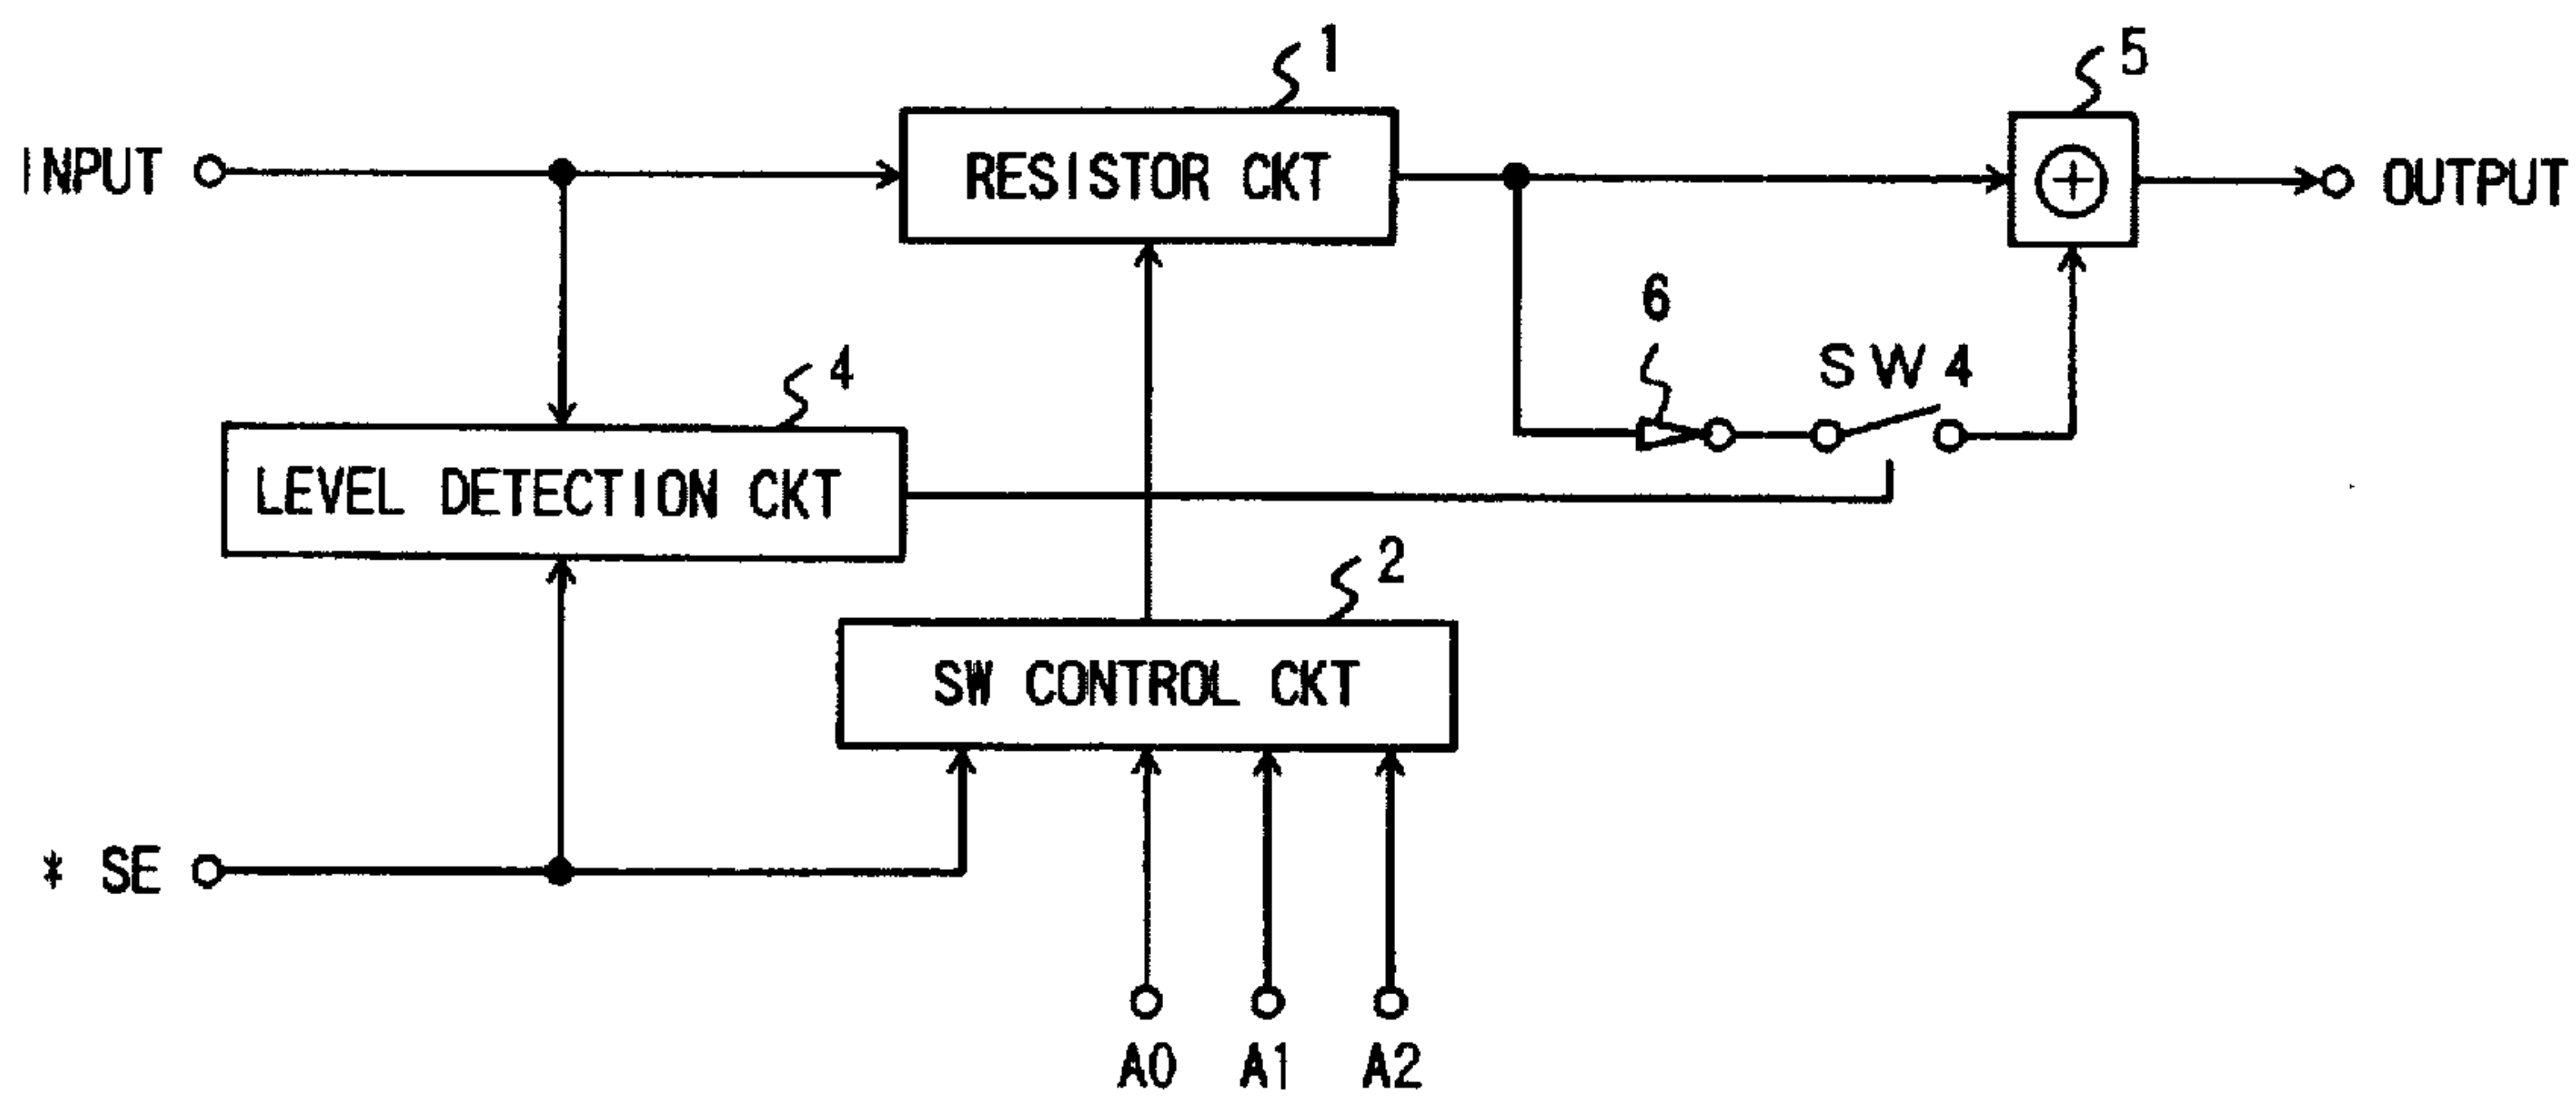 1
5
INPUT
RESISTOR CKT
OUTPUT
6
4
SW4
LEVEL DETECTION CKT
2
SW CONTROL CKT
* SE
A0 A1 A2